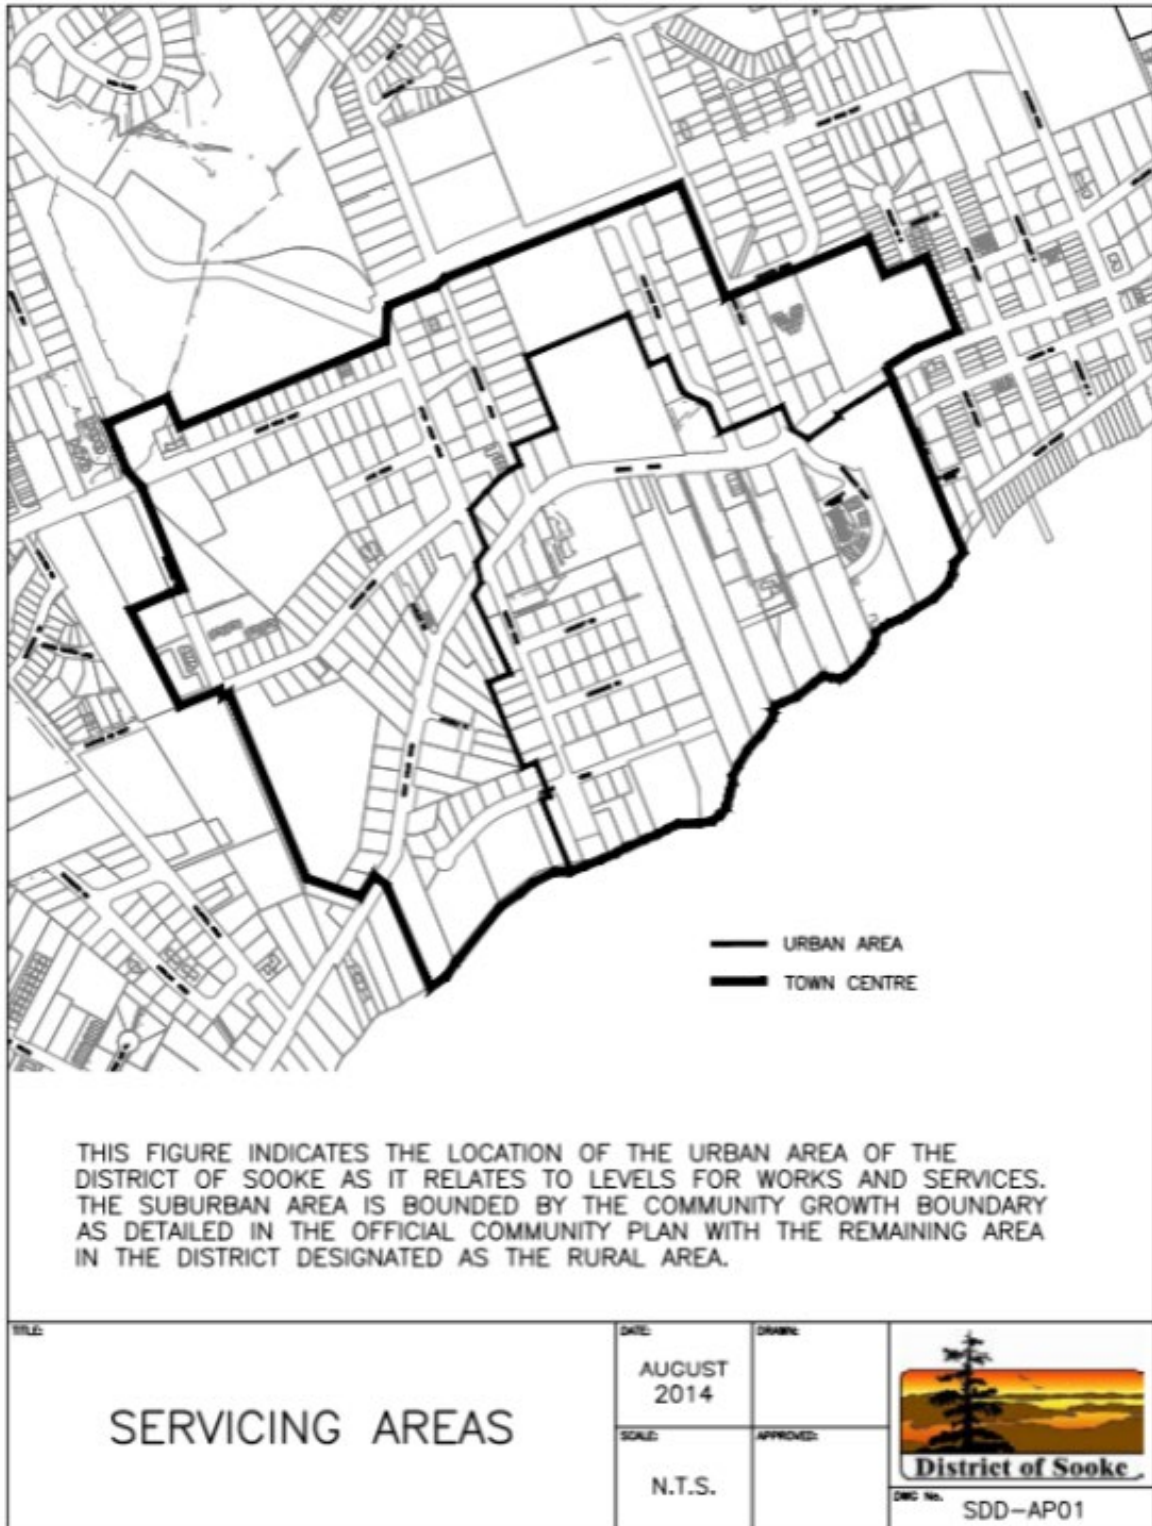 URBAN AREA
TOWN CENTRE
THIS FIGURE INDICATES THE LOCATION OF THE URBAN AREA OF THE
DISTRICT OF SOOKE AS IT RELATES TO LEVELS FOR WORKS AND SERVICES.
THE SUBURBAN AREA IS BOUNDED BY THE COMMUNITY GROWTH BOUNDARY
AS DETAILED IN THE OFFICIAL COMMUNITY PLAN WITH THE REMAINING AREA
IN THE DISTRICT DESIGNATED AS THE RURAL AREA.
TITLE:
SERVICING AREAS
DATE:
AUGUST
2014
DRAWN:
SCALE:
N.T.S.
APPROVED:
District of Sooke
DWG No.
SDD-AP01